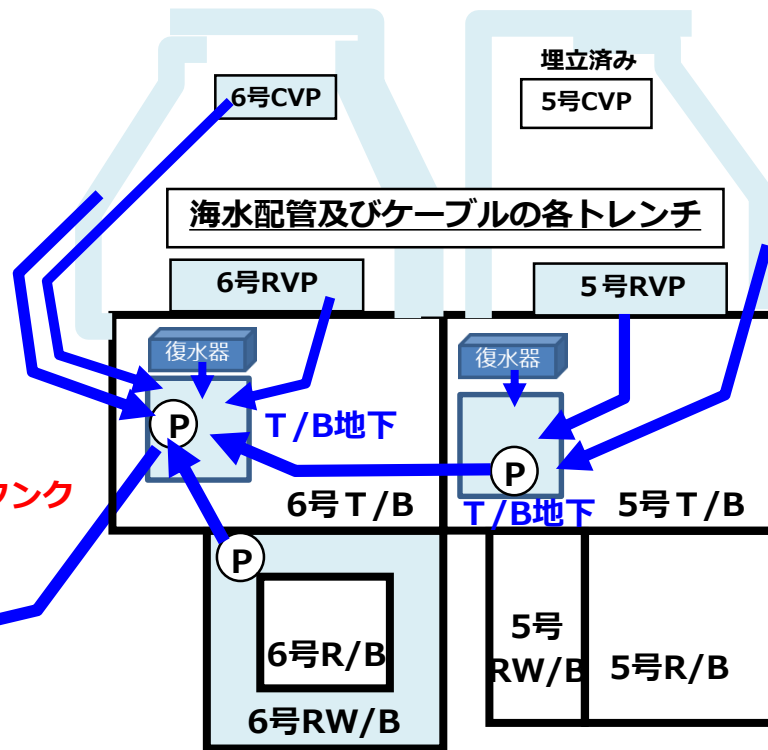 埋立済み
6号CVP
5号CVP
海水配管及びケーブルの各トレンチ
6号RVP
5号RVP
復水器
復水器
P
T/B地下
P
ンク
6号T/B
T/B地下
5号T/B
P
5号
RW/B
6号R/B
5号R/B
6号RW/B